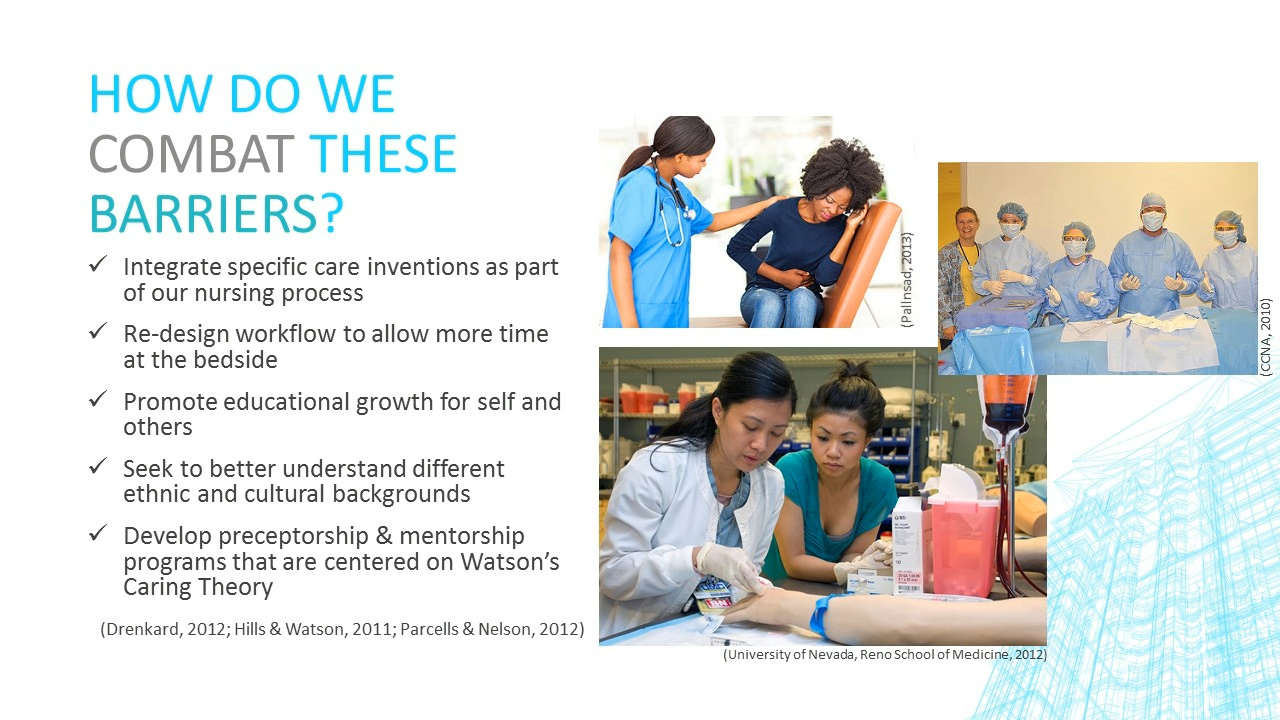 HOW DO WE
COMBAT THESE
BARRIERS?
✓ Integrate specific care inventions as part
of our nursing process
✓ Re-design workflow to allow more time
at the bedside
✓ Promote educational growth for self and
others
✓ Seek to better understand different
ethnic and cultural backgrounds
✓ Develop preceptorship & mentorship
programs that are centered on Watson’s
Caring Theory
(Drenkard, 2012; Hills & Watson, 2011; Parcells & Nelson, 2012)
(PallNsad, 2013)
(CCNA, 2010)
(University of Nevada, Reno School of Medicine, 2012)